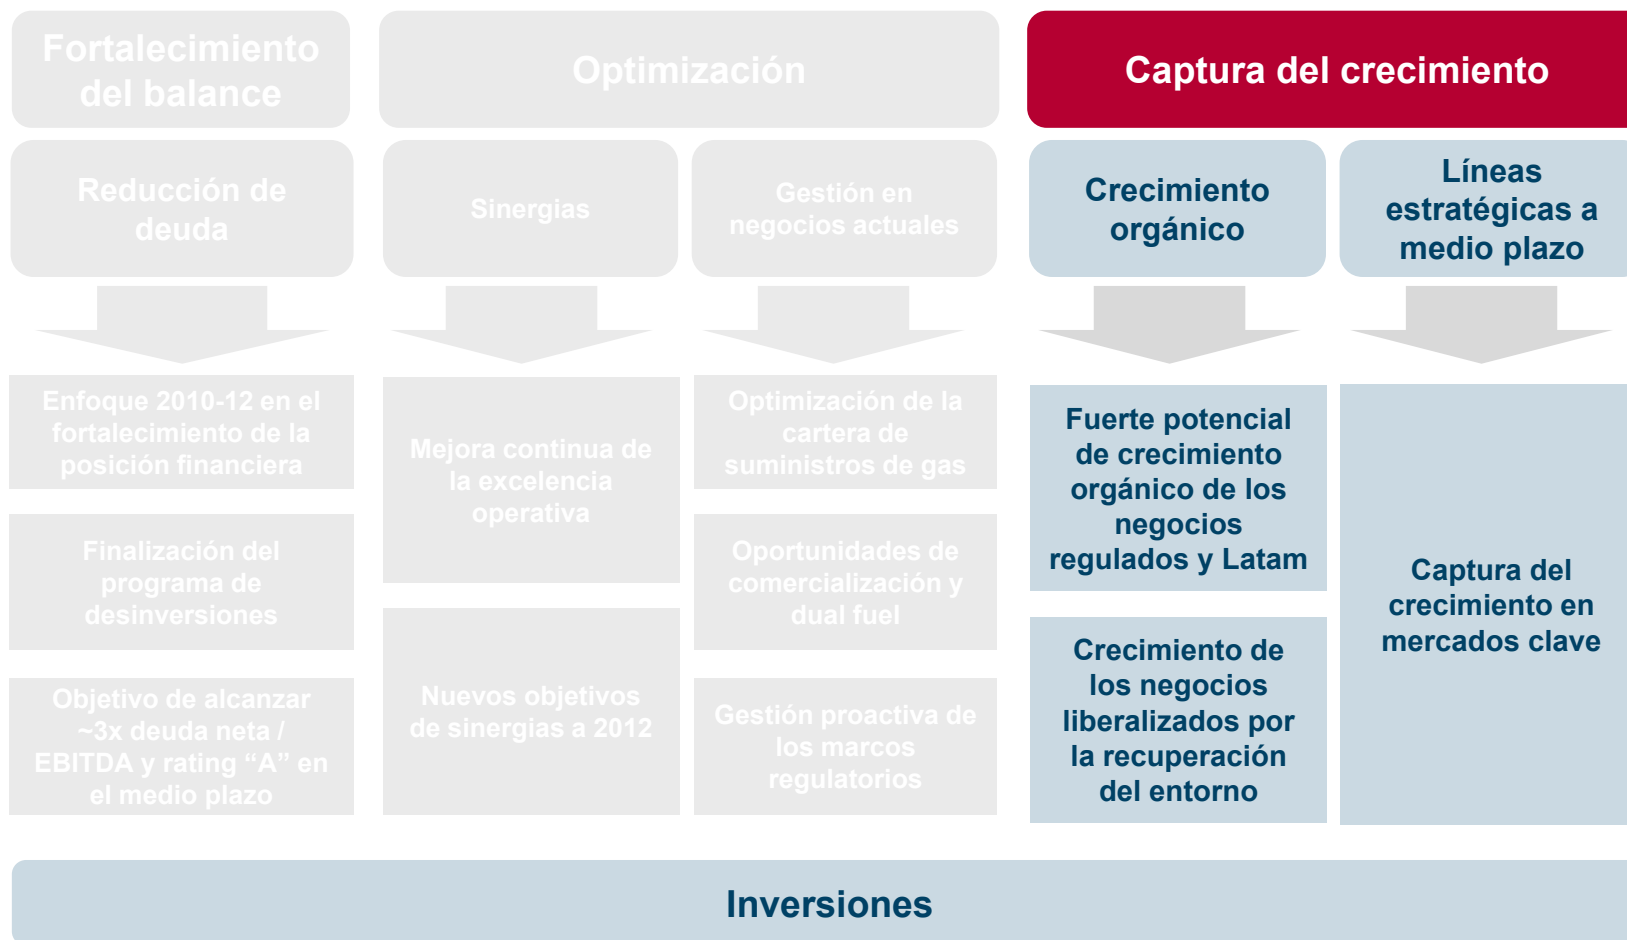 Fortalecimiento
del balance
Optimización
Captura del crecimiento
Reducción de
deuda
Sinergias
Gestión en
negocios actuales
Crecimiento
orgánico
Líneas
estratégicas a
medio plazo
Enfoque 2010-12 en el
fortalecimiento de la
posición financiera
Finalización del
programa de
desinversiones
Objetivo de alcanzar
~3x deuda neta /
EBITDA y rating “A” en
el medio plazo
Mejora continua de
la excelencia
operativa
Nuevos objetivos
de sinergias a 2012
Optimización de la
cartera de
suministros de gas
Oportunidades de
comercialización y
dual fuel
Gestión proactiva de
los marcos
regulatorios
Fuerte potencial
de crecimiento
orgánico de los
negocios
regulados y Latam
Crecimiento de
los negocios
liberalizados por
la recuperación
del entorno
Captura del
crecimiento en
mercados clave
Inversiones